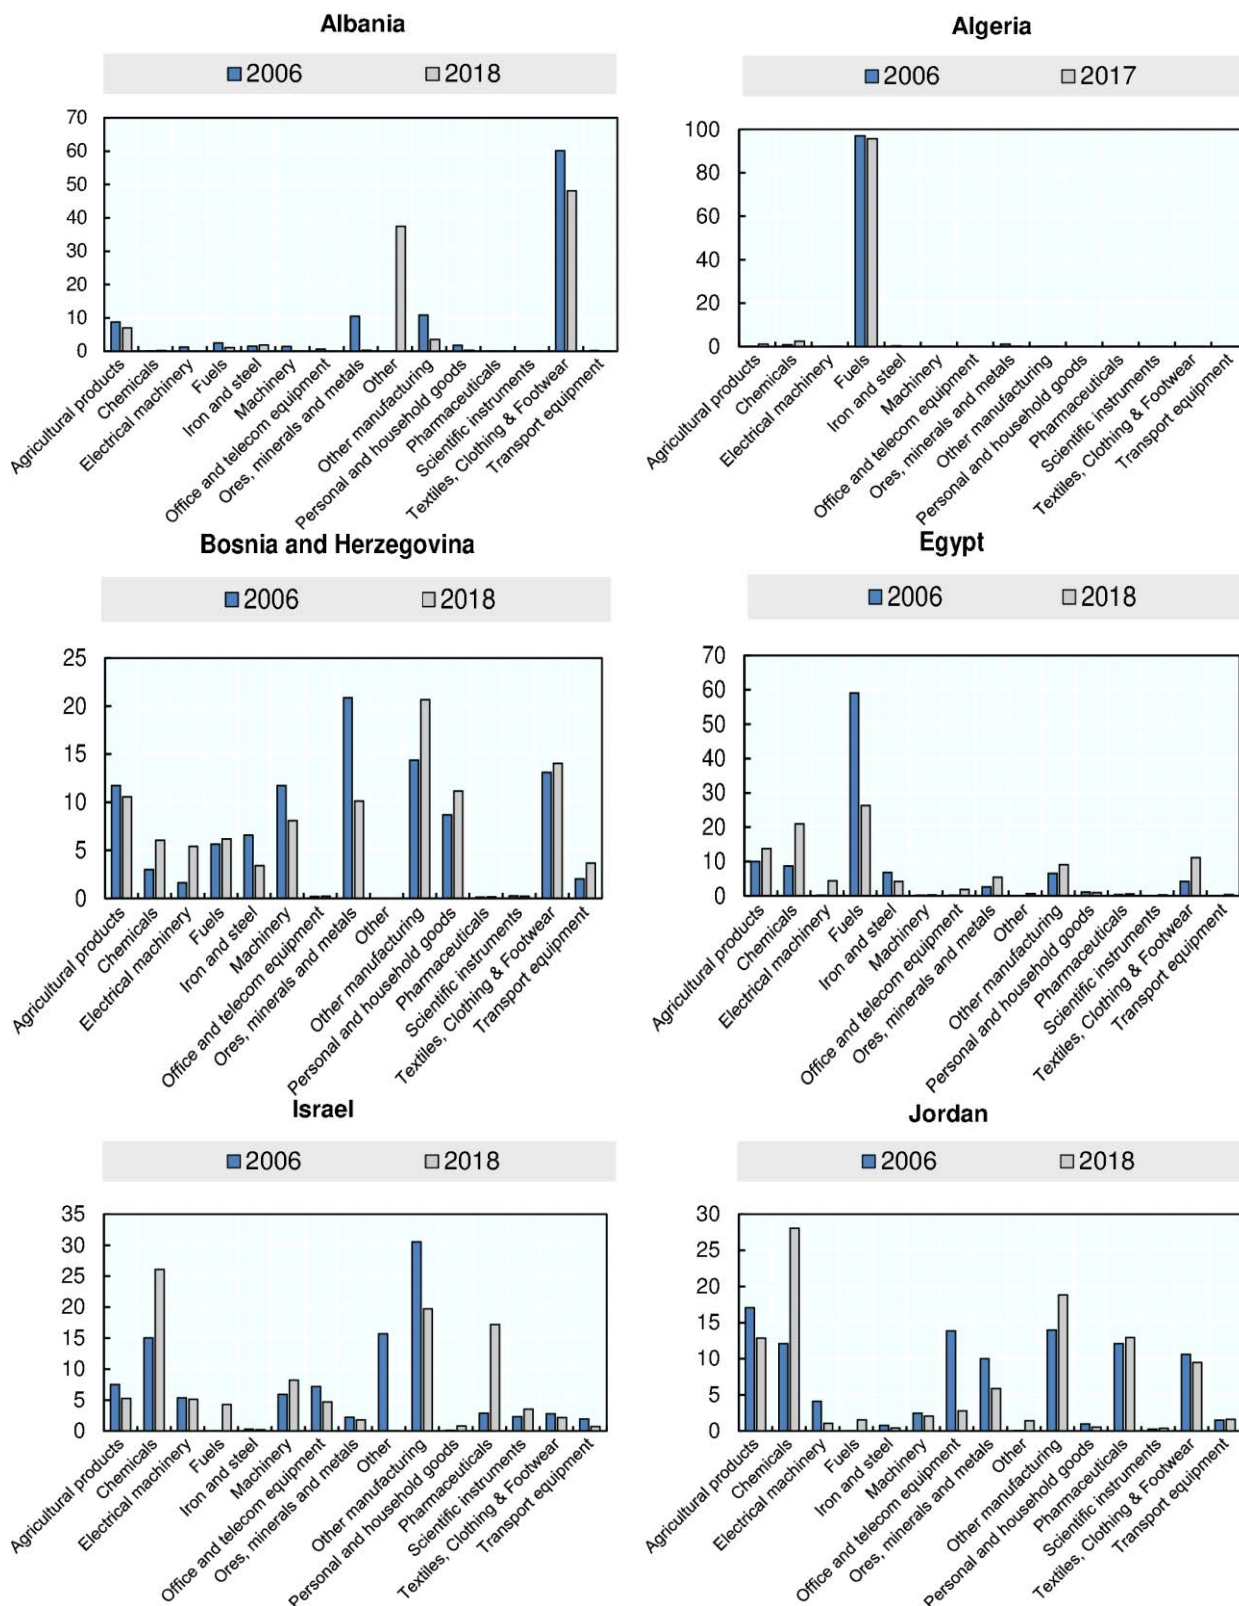 Albania
2006 2018
70
60
50
40
30
20
10
0
Agricultural products
Chemicals
Electrical machinery
Fuels
Iron and steel
Machinery
Office and telecom equipment
Ores, minerals and metals
Other
Other manufacturing
Personal and household goods
Pharmaceuticals
Scientific instruments
Textiles, Clothing & Footwear
Transport equipment
Algeria
2006 2017
100
80
60
40
20
0
Agricultural products
Chemicals
Electrical machinery
Fuels
Iron and steel
Machinery
Office and telecom equipment
Ores, minerals and metals
Other manufacturing
Personal and household goods
Pharmaceuticals
Scientific instruments
Textiles, Clothing & Footwear
Transport equipment
Bosnia and Herzegovina
2006 2018
25
20
15
10
5
0
Agricultural products
Chemicals
Electrical machinery
Fuels
Iron and steel
Machinery
Office and telecom equipment
Ores, minerals and metals
Other
Other manufacturing
Personal and household goods
Pharmaceuticals
Scientific instruments
Textiles, Clothing & Footwear
Transport equipment
Egypt
2006 2018
70
60
50
40
30
20
10
0
Agricultural products
Chemicals
Electrical machinery
Fuels
Iron and steel
Machinery
Office and telecom equipment
Ores, minerals and metals
Other
Other manufacturing
Personal and household goods
Pharmaceuticals
Scientific instruments
Textiles, Clothing & Footwear
Transport equipment
Israel
2006 2018
35
30
25
20
15
10
5
0
Agricultural products
Chemicals
Electrical machinery
Fuels
Iron and steel
Machinery
Office and telecom equipment
Ores, minerals and metals
Other
Other manufacturing
Personal and household goods
Pharmaceuticals
Scientific instruments
Textiles, Clothing & Footwear
Transport equipment
Jordan
2006 2018
30
25
20
15
10
5
0
Agricultural products
Chemicals
Electrical machinery
Fuels
Iron and steel
Machinery
Office and telecom equipment
Ores, minerals and metals
Other
Other manufacturing
Personal and household goods
Pharmaceuticals
Scientific instruments
Textiles, Clothing & Footwear
Transport equipment